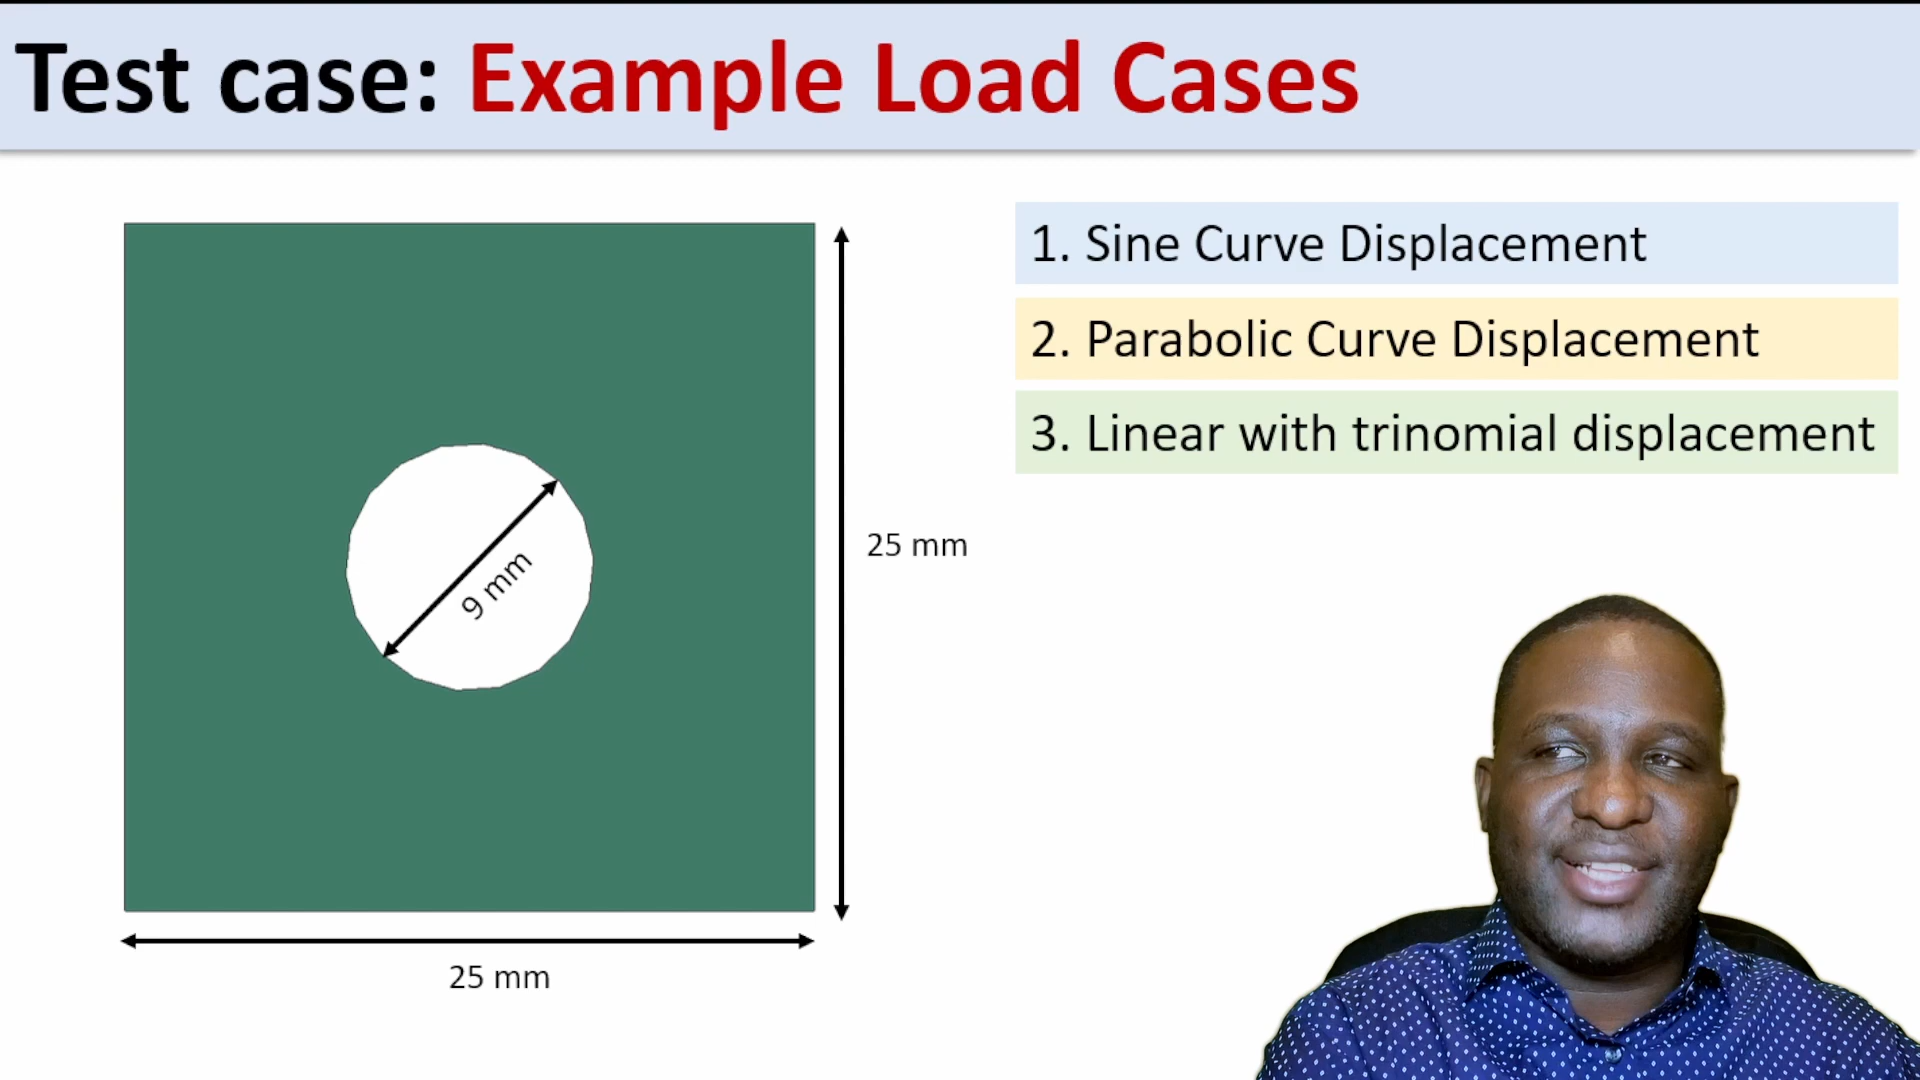 Test case: Example Load Cases
1. Sine Curve Displacement
2. Parabolic Curve Displacement
3. Linear with trinomial displacement
9 mm
25 mm
25 mm